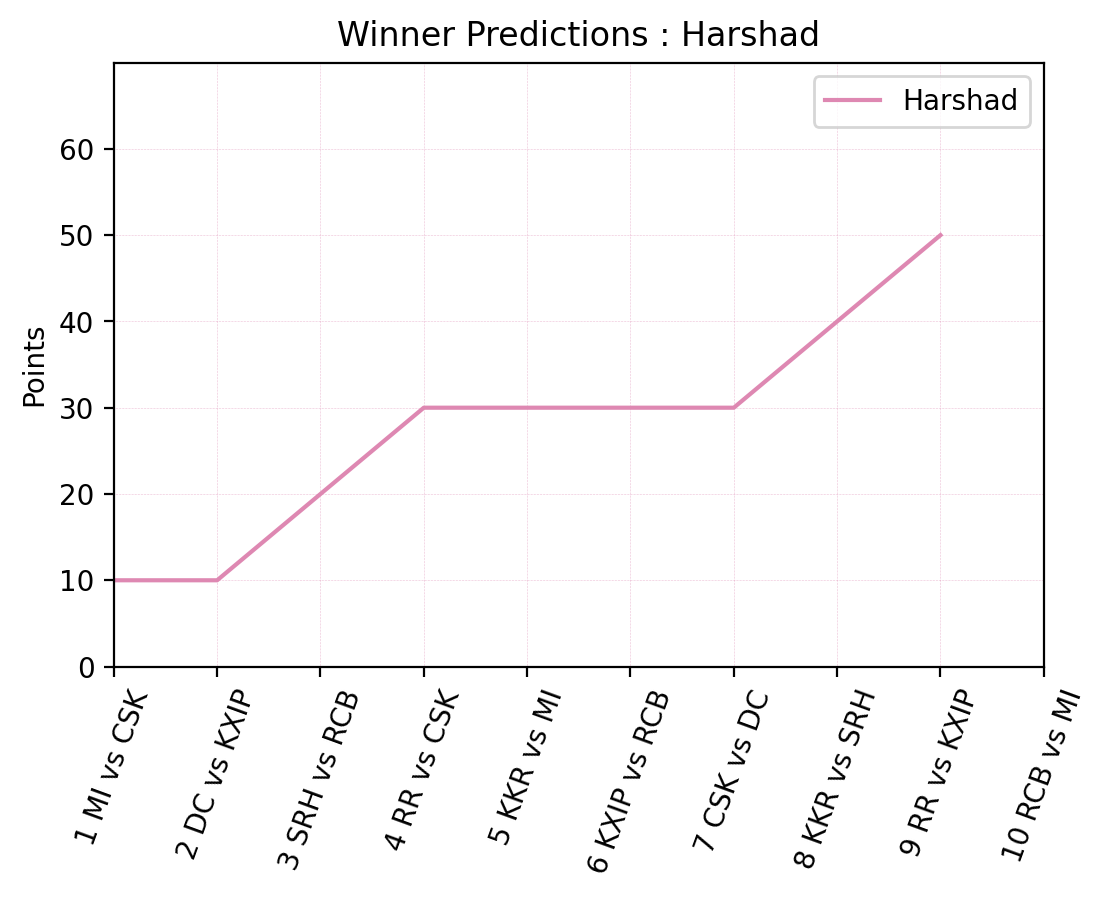 Winner Predictions : Harshad
Harshad
Points
60
50
40
30
20
10
0
1 MI vs CSK
2 DC vs KXIP
3 SRH vs RCB
4 RR vs CSK
5 KKR vs MI
6 KXIP vs RCB
7 CSK vs DC
8 KKR vs SRH
9 RR vs KXIP
10 RCB vs MI